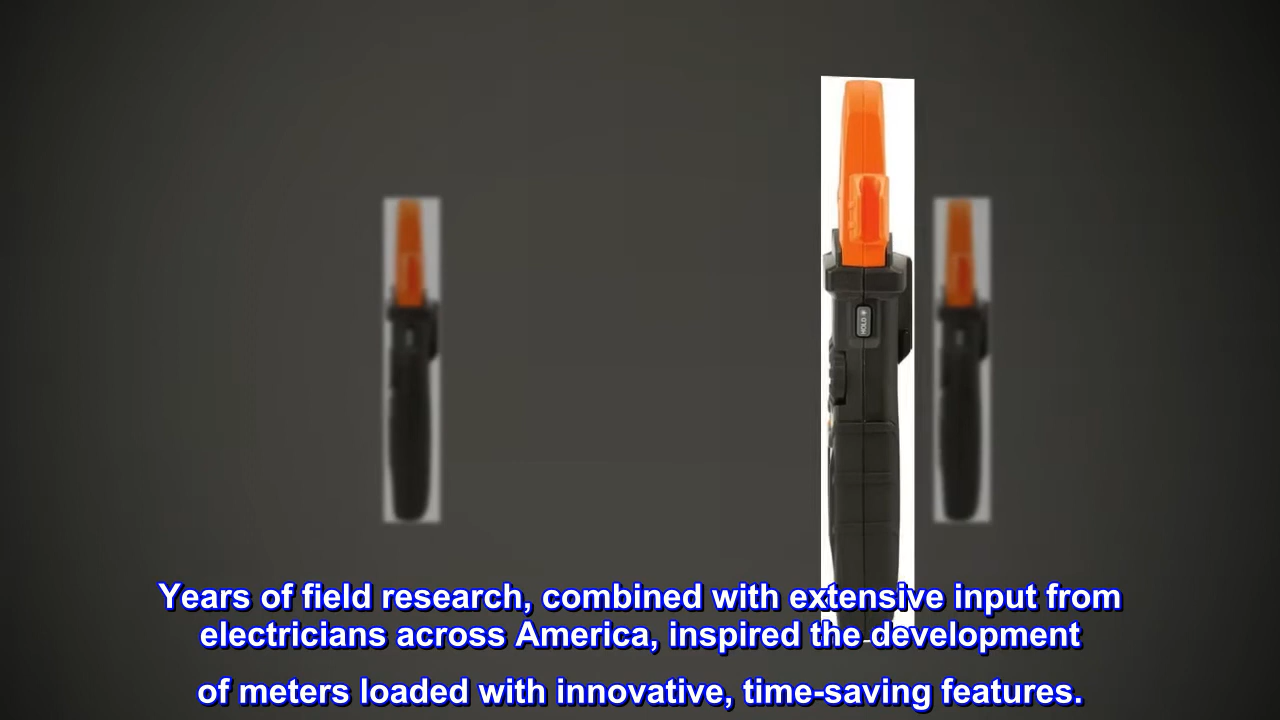 HOLD
Years of field research, combined with extensive input from
electricians across America, inspired the development
of meters loaded with innovative, time-saving features.